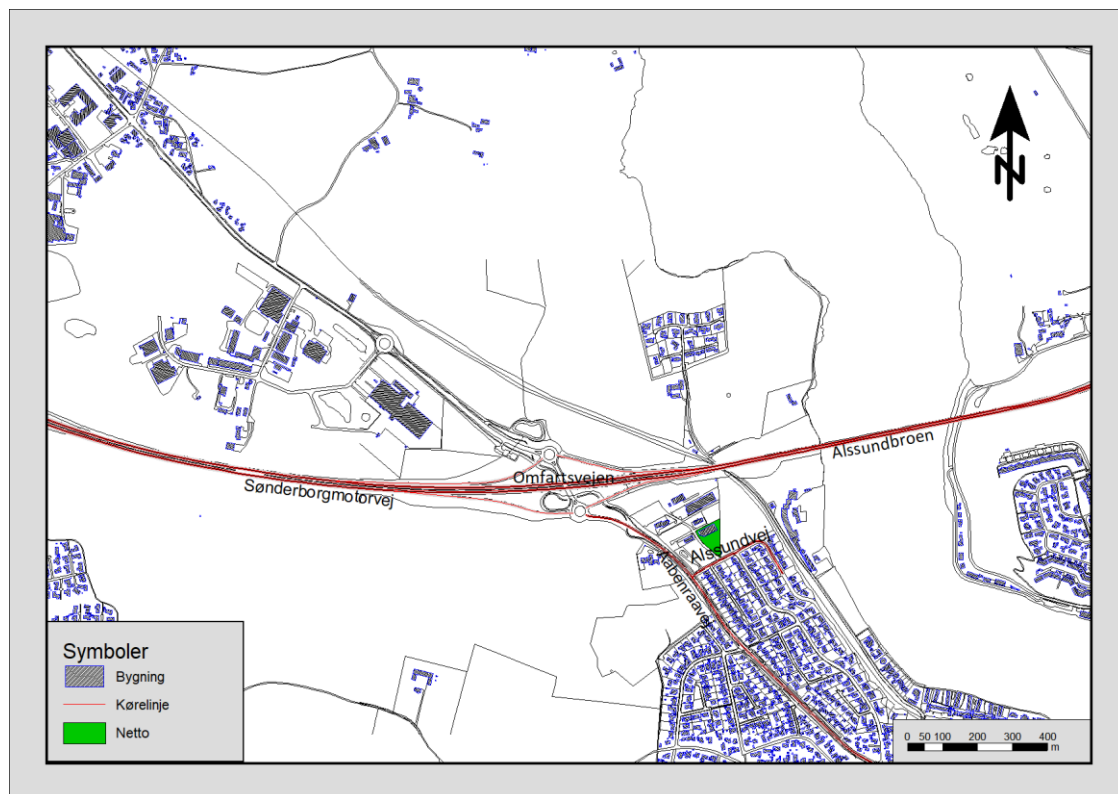 Alssundbroen
Omfartsvejen
Sønderborgmotorvej
Alssundvej
Aabenraavej
Symboler
Bygning
Kørelinje
Netto
0 50 100 200 300 400
m
N